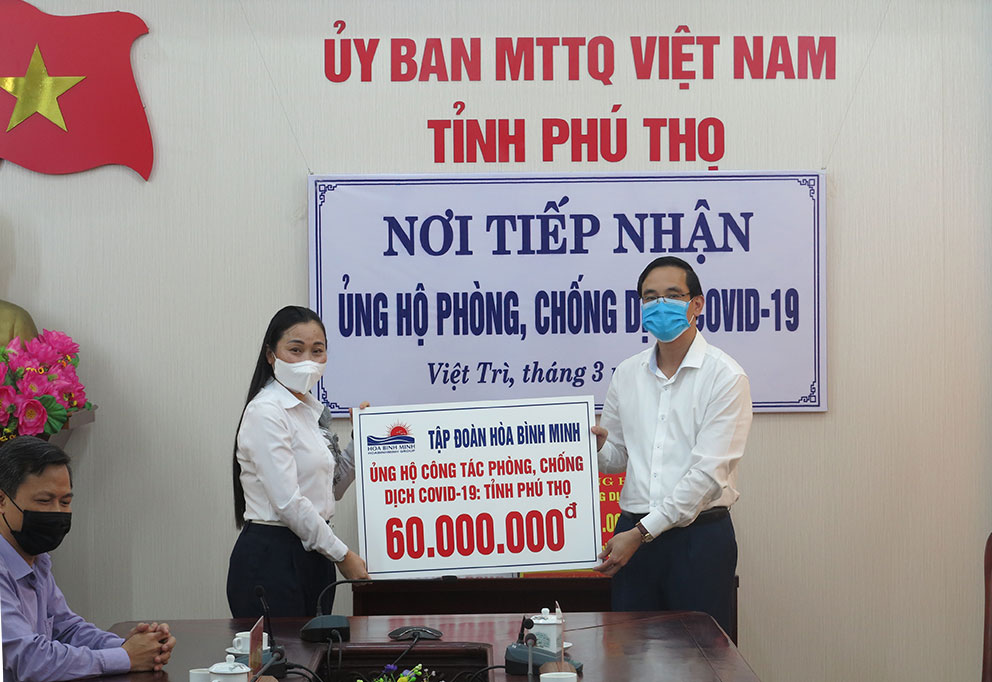 ỦY BAN MTTQ VIỆT NAM
TỈNH PHÚ THỌ
NƠI TIẾP NHẬN
ỦNG HỘ PHÒNG, CHỐNG COVID-19
Việt Trì, tháng 3
HÒA BÌNH MINH
HOABINHMINH GROUP
TẬP ĐOÀN HÒA BÌNH MINH
ỦNG HỘ CÔNG TÁC PHÒNG, CHỐNG
DỊCH COVID-19: TỈNH PHÚ THỌ
60.000.000đ